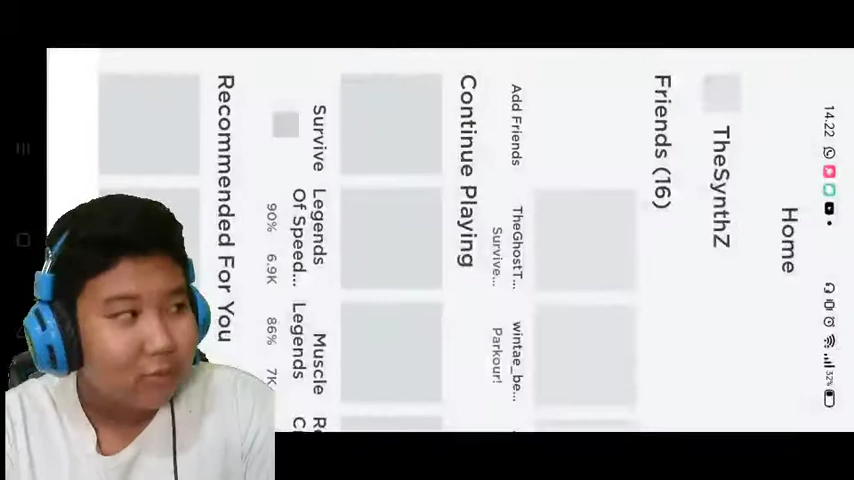 14.22
32%
Home
TheSynthZ
Friends (16)
Add Friends
TheGhostT...
Survive...
wintae_be...
Parkour!
Continue Playing
Survive
Legends
Of Speed...
90% 6.9K
Muscle
Legends
86% 7K
Recommended For You